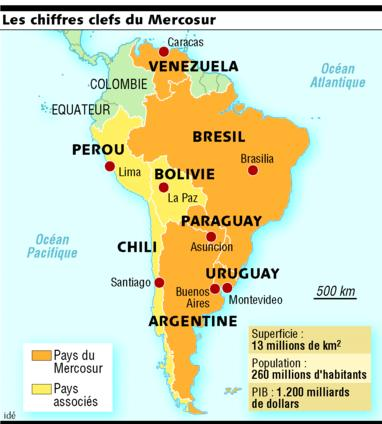 Les chiffres clefs du Mercosur
Caracas
VENEZUELA
Océan
Atlantique
COLOMBIE
EQUATEUR
BRESIL
PEROU
Brasilia
Lima
BOLIVIE
La Paz
PARAGUAY
Asuncion
Océan
Pacifique
CHILI
URUGUAY
Santiago
Buenos
Aires
Montevideo
500 km
ARGENTINE
Superficie :
13 millions de km²
Population :
260 millions d'habitants
PIB : 1.200 milliards
de dollars
Pays du
Mercosur
Pays
associés
idé